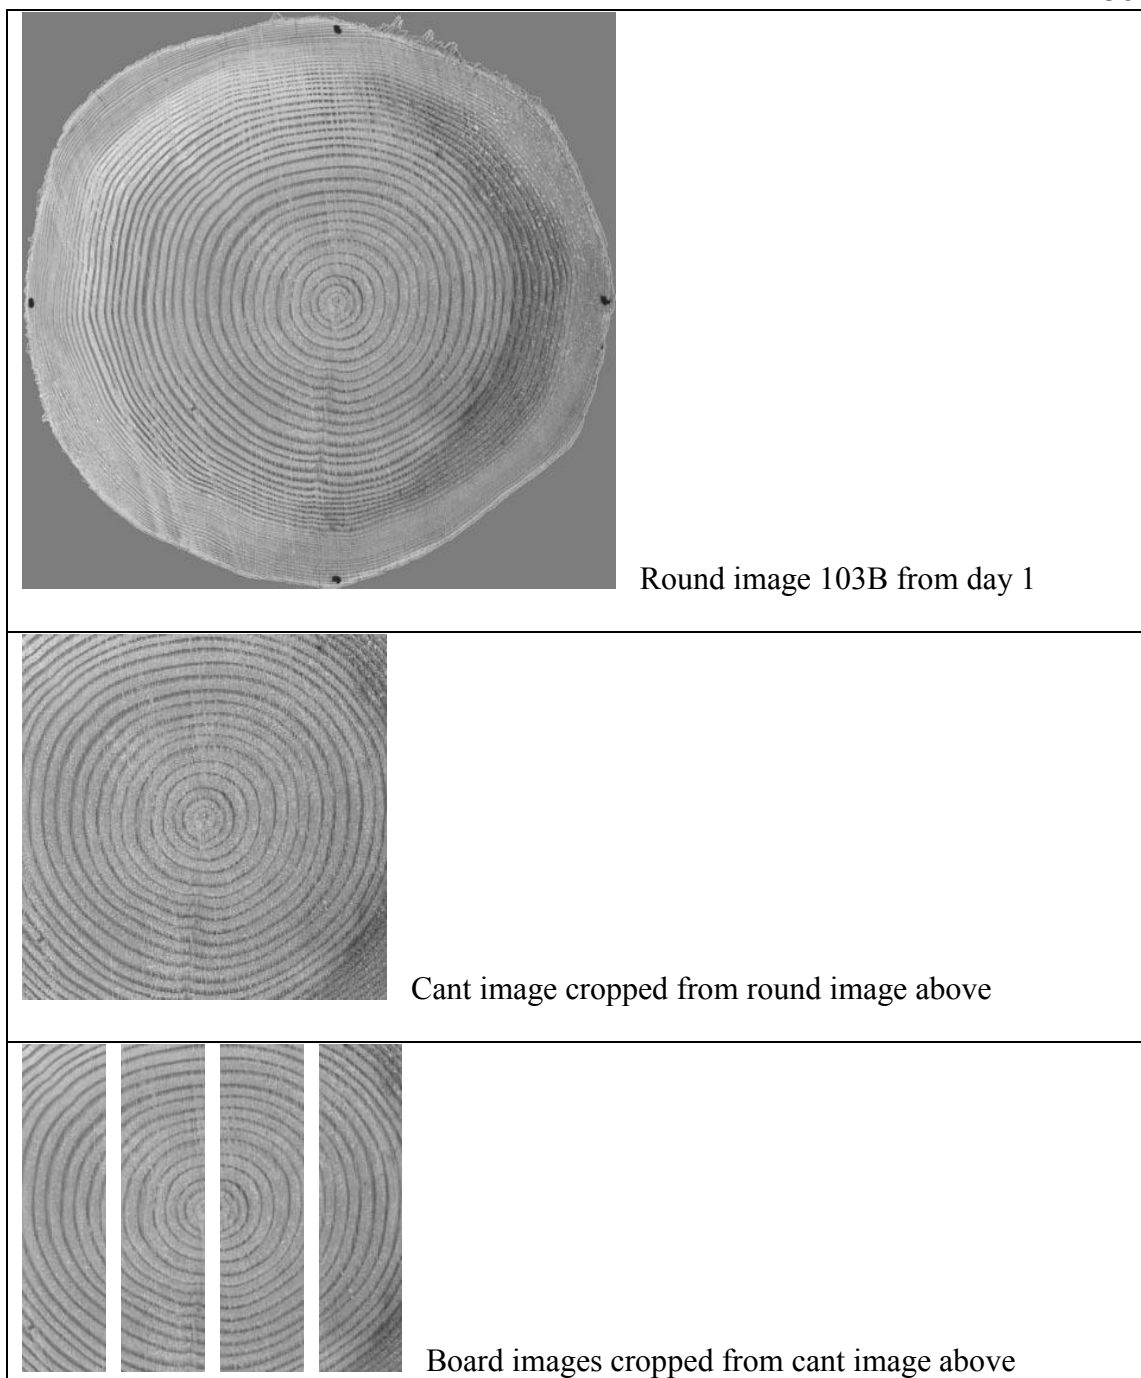 Round image 103B from day 1
Cant image cropped from round image above
Board images cropped from cant image above